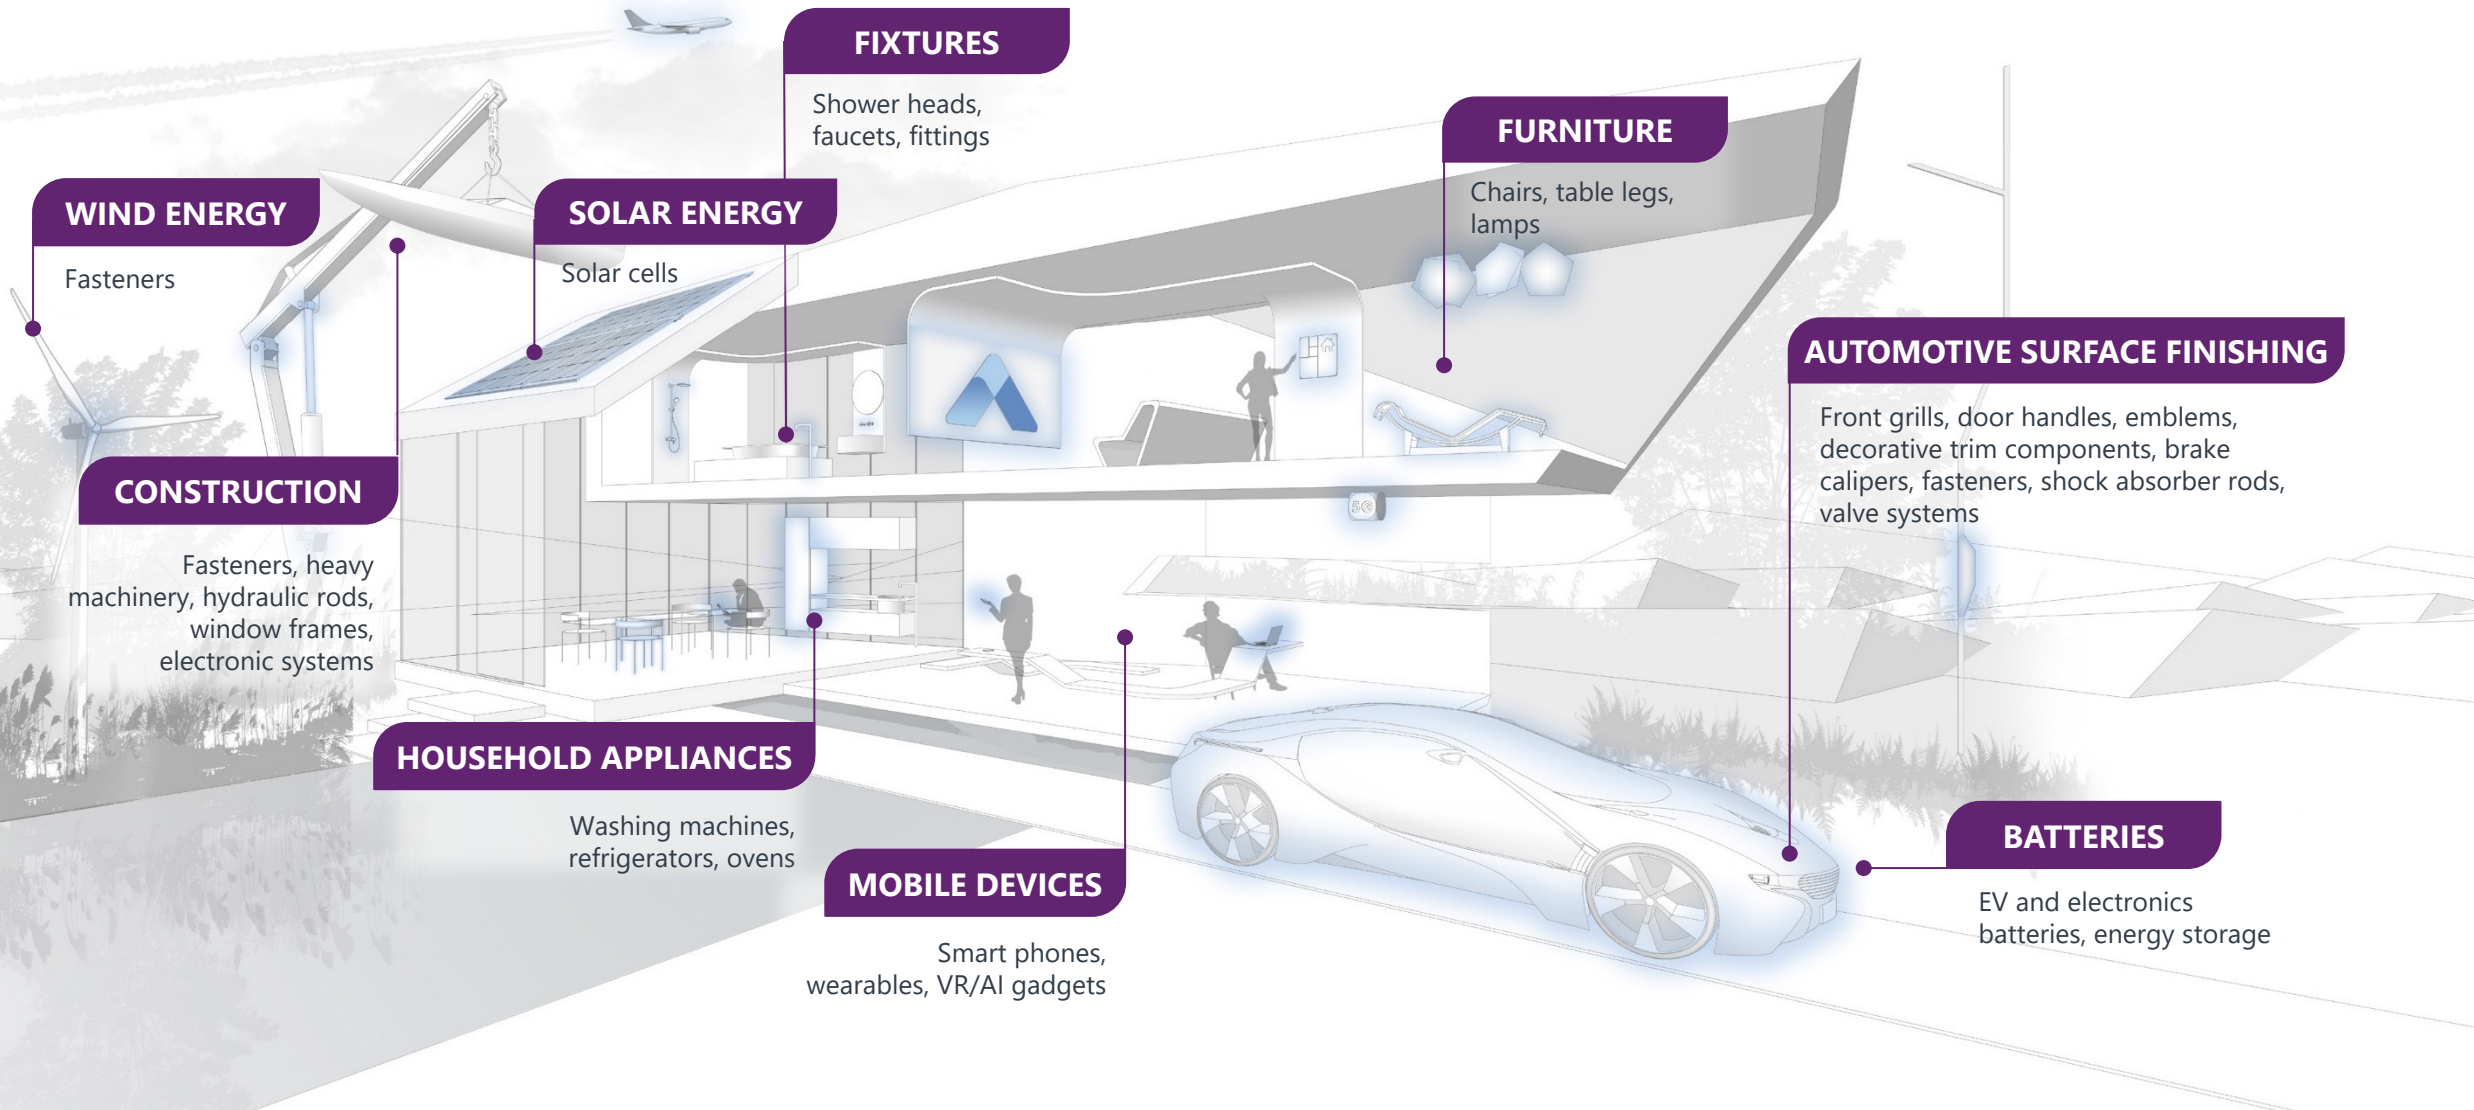 FIXTURES
Shower heads,
faucets, fittings
FURNITURE
Chairs, table legs,
lamps
WIND ENERGY
Fasteners
SOLAR ENERGY
Solar cells
AUTOMOTIVE SURFACE FINISHING
Front grills, door handles, emblems,
decorative trim components, brake
calipers, fasteners, shock absorber rods,
valve systems
CONSTRUCTION
Fasteners, heavy
machinery, hydraulic rods,
window frames,
electronic systems
5G
HOUSEHOLD APPLIANCES
Washing machines,
refrigerators, ovens
MOBILE DEVICES
Smart phones,
wearables, VR/AI gadgets
BATTERIES
EV and electronics
batteries, energy storage